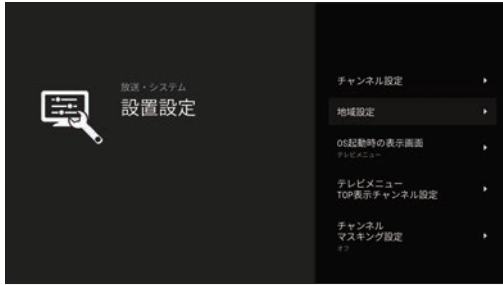 放送・システム
設置設定
チャンネル設定
地域設定
OS起動時の表示画面
テレビメニュー
テレビメニュー
TOP表示チャンネル設定
チャンネル
マスキング設定
オフ